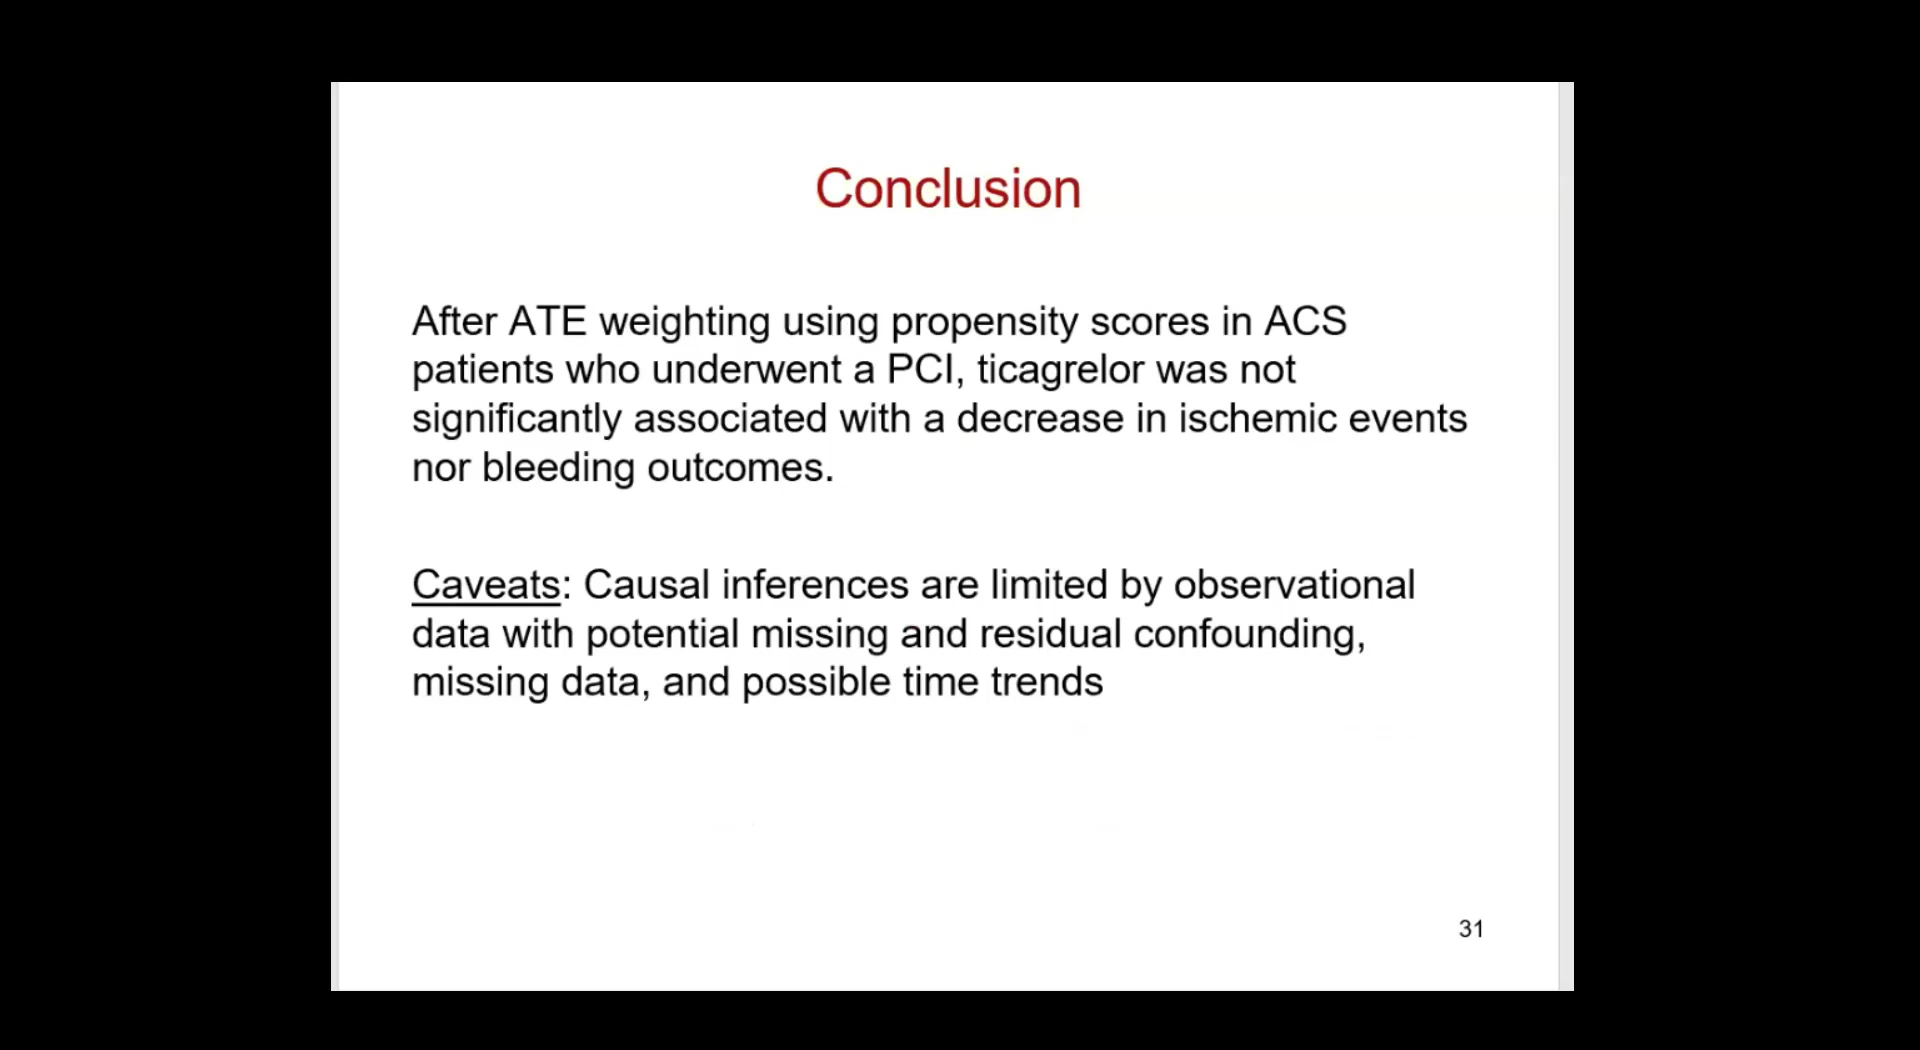 Conclusion
After ATE weighting using propensity scores in ACS
patients who underwent a PCI, ticagrelor was not
significantly associated with a decrease in ischemic events
nor bleeding outcomes.
Caveats: Causal inferences are limited by observational
data with potential missing and residual confounding,
missing data, and possible time trends
31